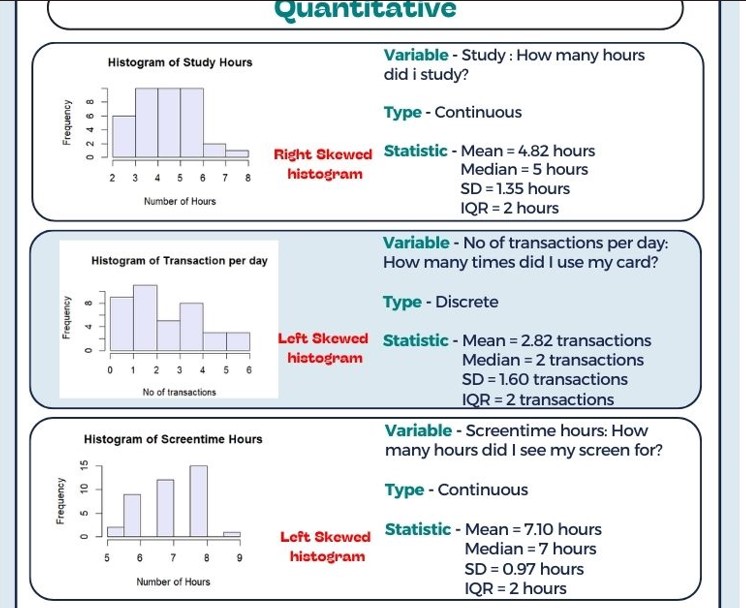 Quantitative
Histogram of Study Hours
Frequency
0 2 4 6 8
2 3 4 5 6 7 8
Number of Hours
Right Skewed
histogram
Variable - Study : How many hours
did i study?
Type - Continuous
Statistic - Mean = 4.82 hours
Median = 5 hours
SD = 1.35 hours
IQR = 2 hours
Histogram of Transaction per day
Frequency
0 4 8
0 1 2 3 4 5 6
No of transactions
Left Skewed
histogram
Variable - No of transactions per day:
How many times did I use my card?
Type - Discrete
Statistic - Mean = 2.82 transactions
Median = 2 transactions
SD = 1.60 transactions
IQR = 2 transactions
Histogram of Screentime Hours
Frequency
0 5 10 15
5 6 7 8 9
Number of Hours
Left Skewed
histogram
Variable - Screentime hours: How
many hours did I see my screen for?
Type - Continuous
Statistic - Mean = 7.10 hours
Median = 7 hours
SD = 0.97 hours
IQR = 2 hours